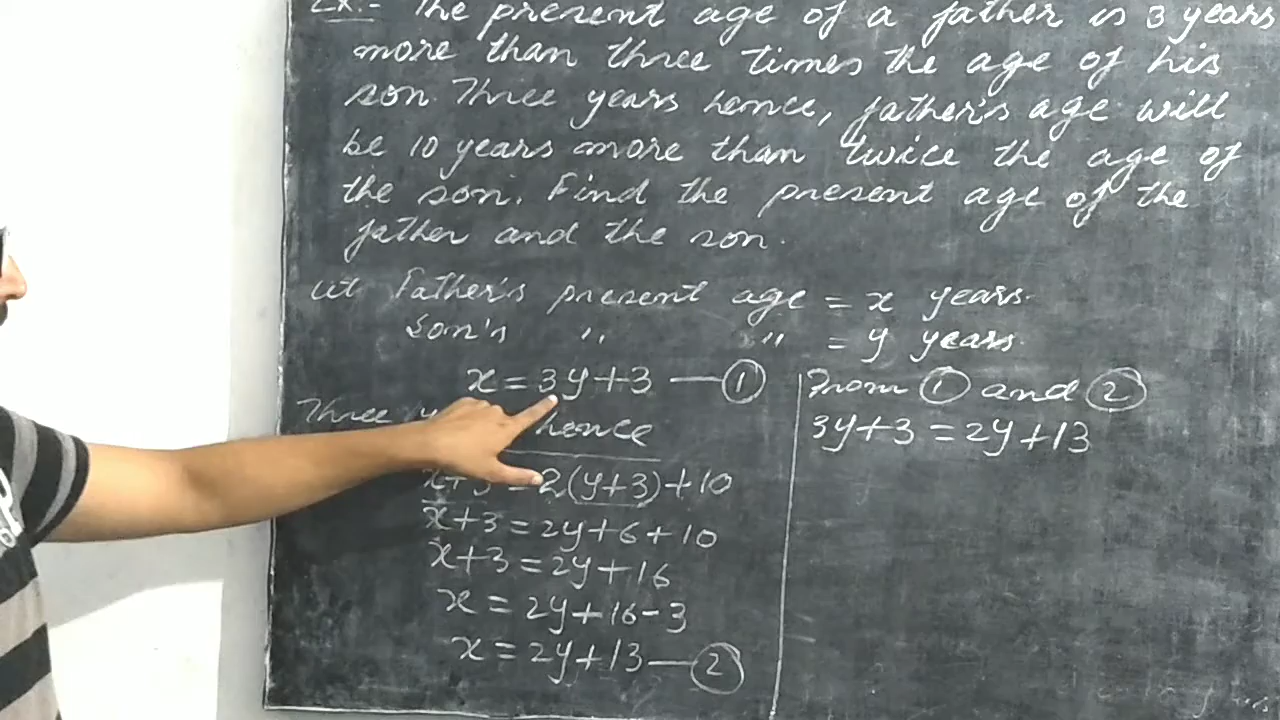 Ex.- The present age of a father is 3 years
more than three times the age of his
son. Three years hence, father's age will
be 10 years more than twice the age of
the son. Find the present age of the
father and the son.
Let Father's present age = x years.
Son's ,, ,, = y years.
x = 3y+3 — 1
Three hence
x+3 = 2(y+3)+10
x+3 = 2y+6+10
x+3 = 2y+16
x = 2y+16-3
x = 2y+13 — 2
From 1 and 2
3y+3 = 2y+13